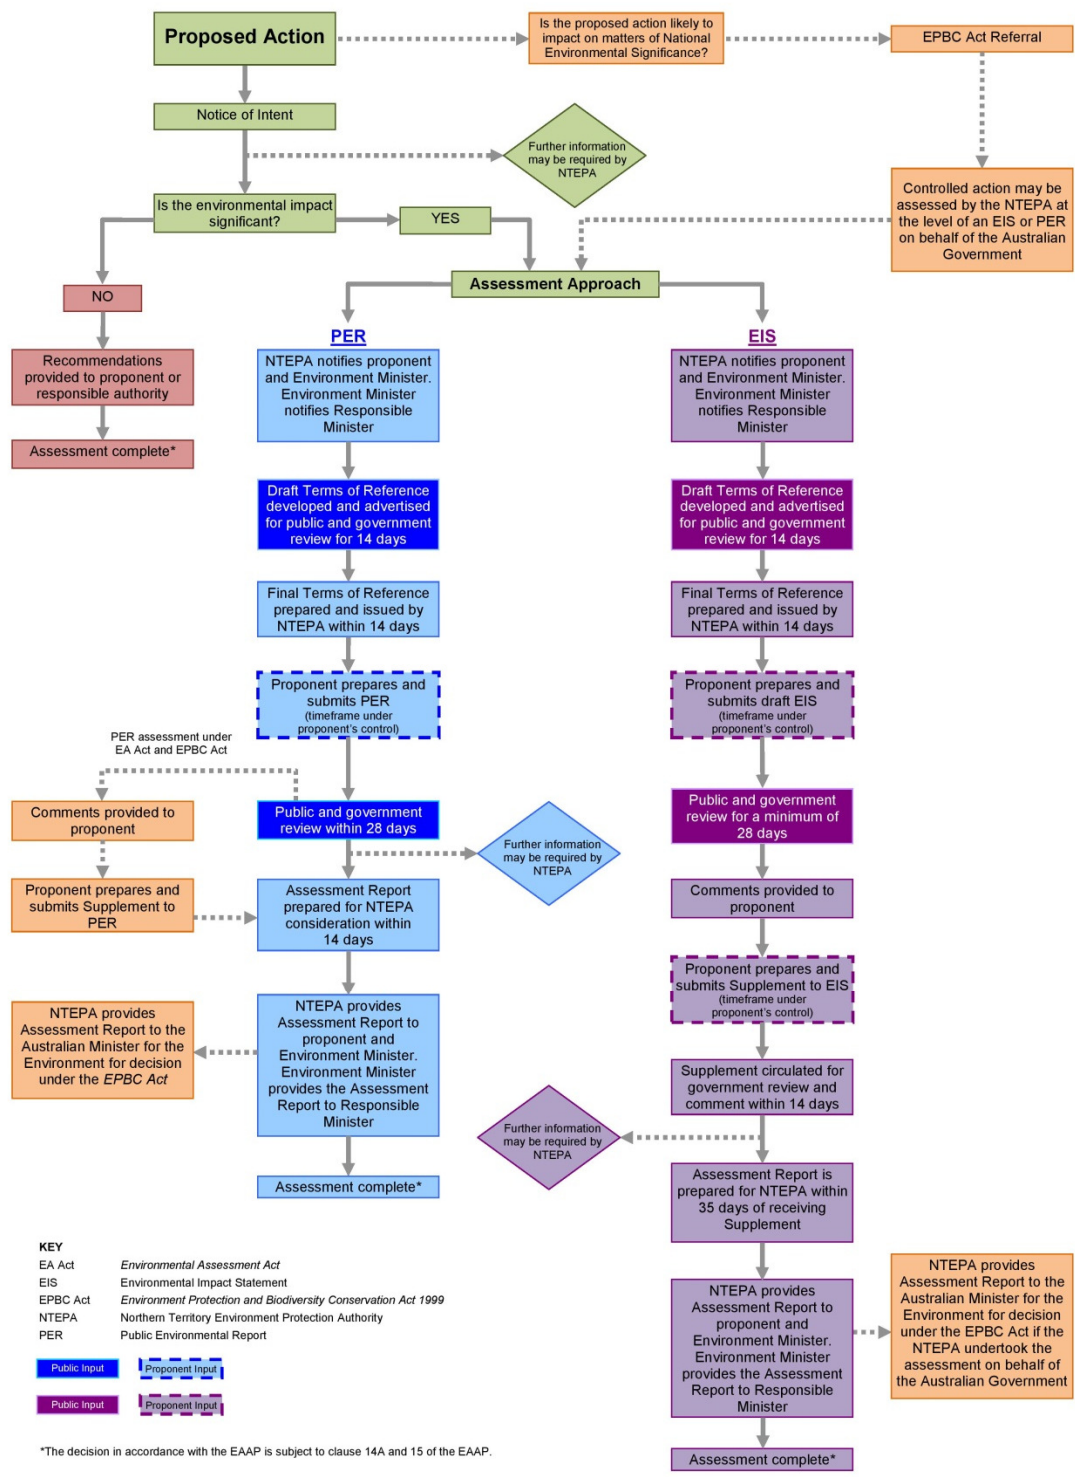 Proposed Action
Is the proposed action likely to
impact on matters of National
Environmental Significance?
EPBC Act Referral
Notice of Intent
Further information
may be required by
NTEPA
Is the environmental impact
significant?
YES
Controlled action may be
assessed by the NTEPA at
the level of an EIS or PER
on behalf of the Australian
Government
Assessment Approach
NO
Recommendations
provided to proponent or
responsible authority
Assessment complete*
PER
NTEPA notifies proponent
and Environment Minister.
Environment Minister
notifies Responsible
Minister
Draft Terms of Reference
developed and advertised
for public and government
review for 14 days
Final Terms of Reference
prepared and issued by
NTEPA within 14 days
Proponent prepares and
submits PER
(timeframe under
proponent's control)
PER assessment under
EA Act and EPBC Act
Comments provided to
proponent
Proponent prepares and
submits Supplement to
PER
Public and government
review within 28 days
Further information
may be required by
NTEPA
Assessment Report
prepared for NTEPA
consideration within
14 days
NTEPA provides
Assessment Report to
proponent and
Environment Minister.
Environment Minister
provides the Assessment
Report to Responsible
Minister
NTEPA provides
Assessment Report to the
Australian Minister for the
Environment for decision
under the EPBC Act
Assessment complete*
EIS
NTEPA notifies proponent
and Environment Minister.
Environment Minister
notifies Responsible
Minister
Draft Terms of Reference
developed and advertised
for public and government
review for 14 days
Final Terms of Reference
prepared and issued by
NTEPA within 14 days
Proponent prepares and
submits draft EIS
(timeframe under
proponent's control)
Public and government
review for a minimum of
28 days
Comments provided to
proponent
Proponent prepares and
submits Supplement to EIS
(timeframe under
proponent's control)
Supplement circulated for
government review and
comment within 14 days
Further information
may be required by
NTEPA
Assessment Report is
prepared for NTEPA within
35 days of receiving
Supplement
NTEPA provides
Assessment Report to
proponent and
Environment Minister.
Environment Minister
provides the Assessment
Report to Responsible
Minister
NTEPA provides
Assessment Report to the
Australian Minister for the
Environment for decision
under the EPBC Act if the
NTEPA undertook the
assessment on behalf of
the Australian Government
Assessment complete*
KEY
EA Act Environmental Assessment Act
EIS Environmental Impact Statement
EPBC Act Environment Protection and Biodiversity Conservation Act 1999
NTEPA Northern Territory Environment Protection Authority
PER Public Environmental Report
Public Input Proponent Input
Public Input Proponent Input
*The decision in accordance with the EAAP is subject to clause 14A and 15 of the EAAP.